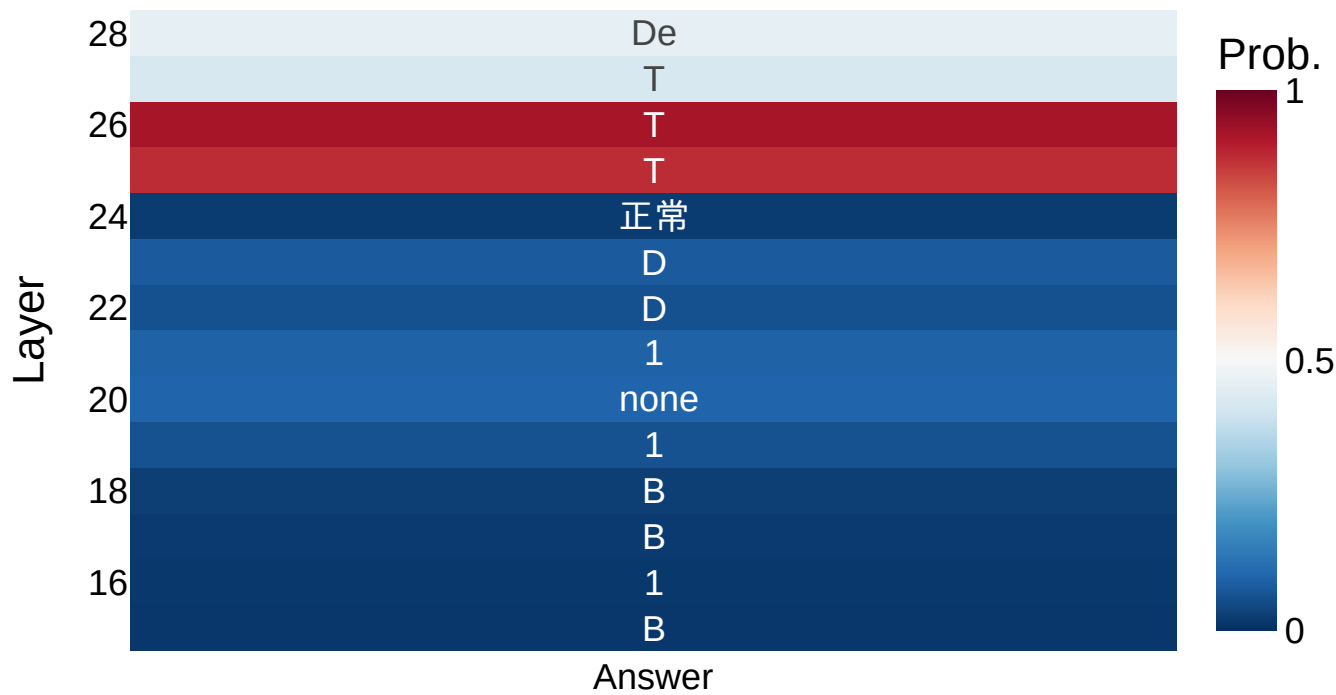 28 De
T
26 T
T
24 正常
D
22 D
1
20 none
1
18 B
B
16 1
B
Layer
Answer
Prob.
1
0.5
0